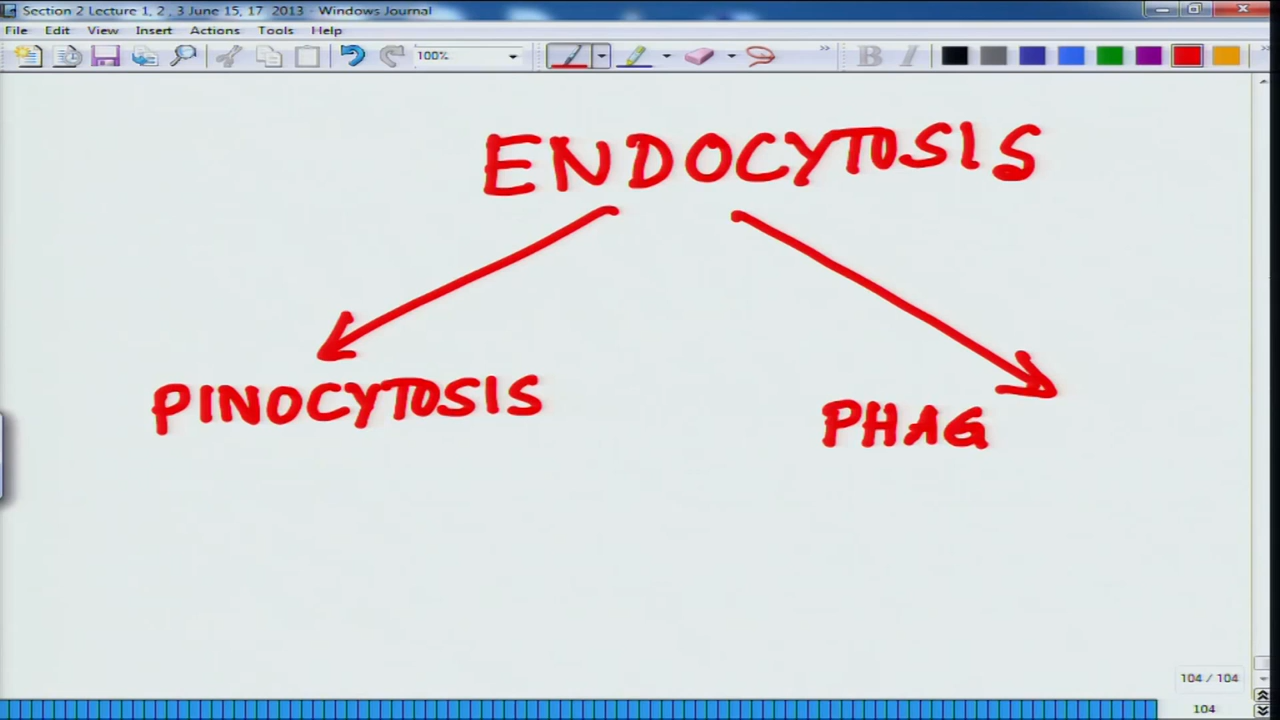 Section 2 Lecture 1, 2 , 3 June 15, 17 2013 - Windows Journal
File Edit View Insert Actions Tools Help
100% B I
ENDOCYTOSIS
PINOCYTOSIS
PHAG
104 / 104
104